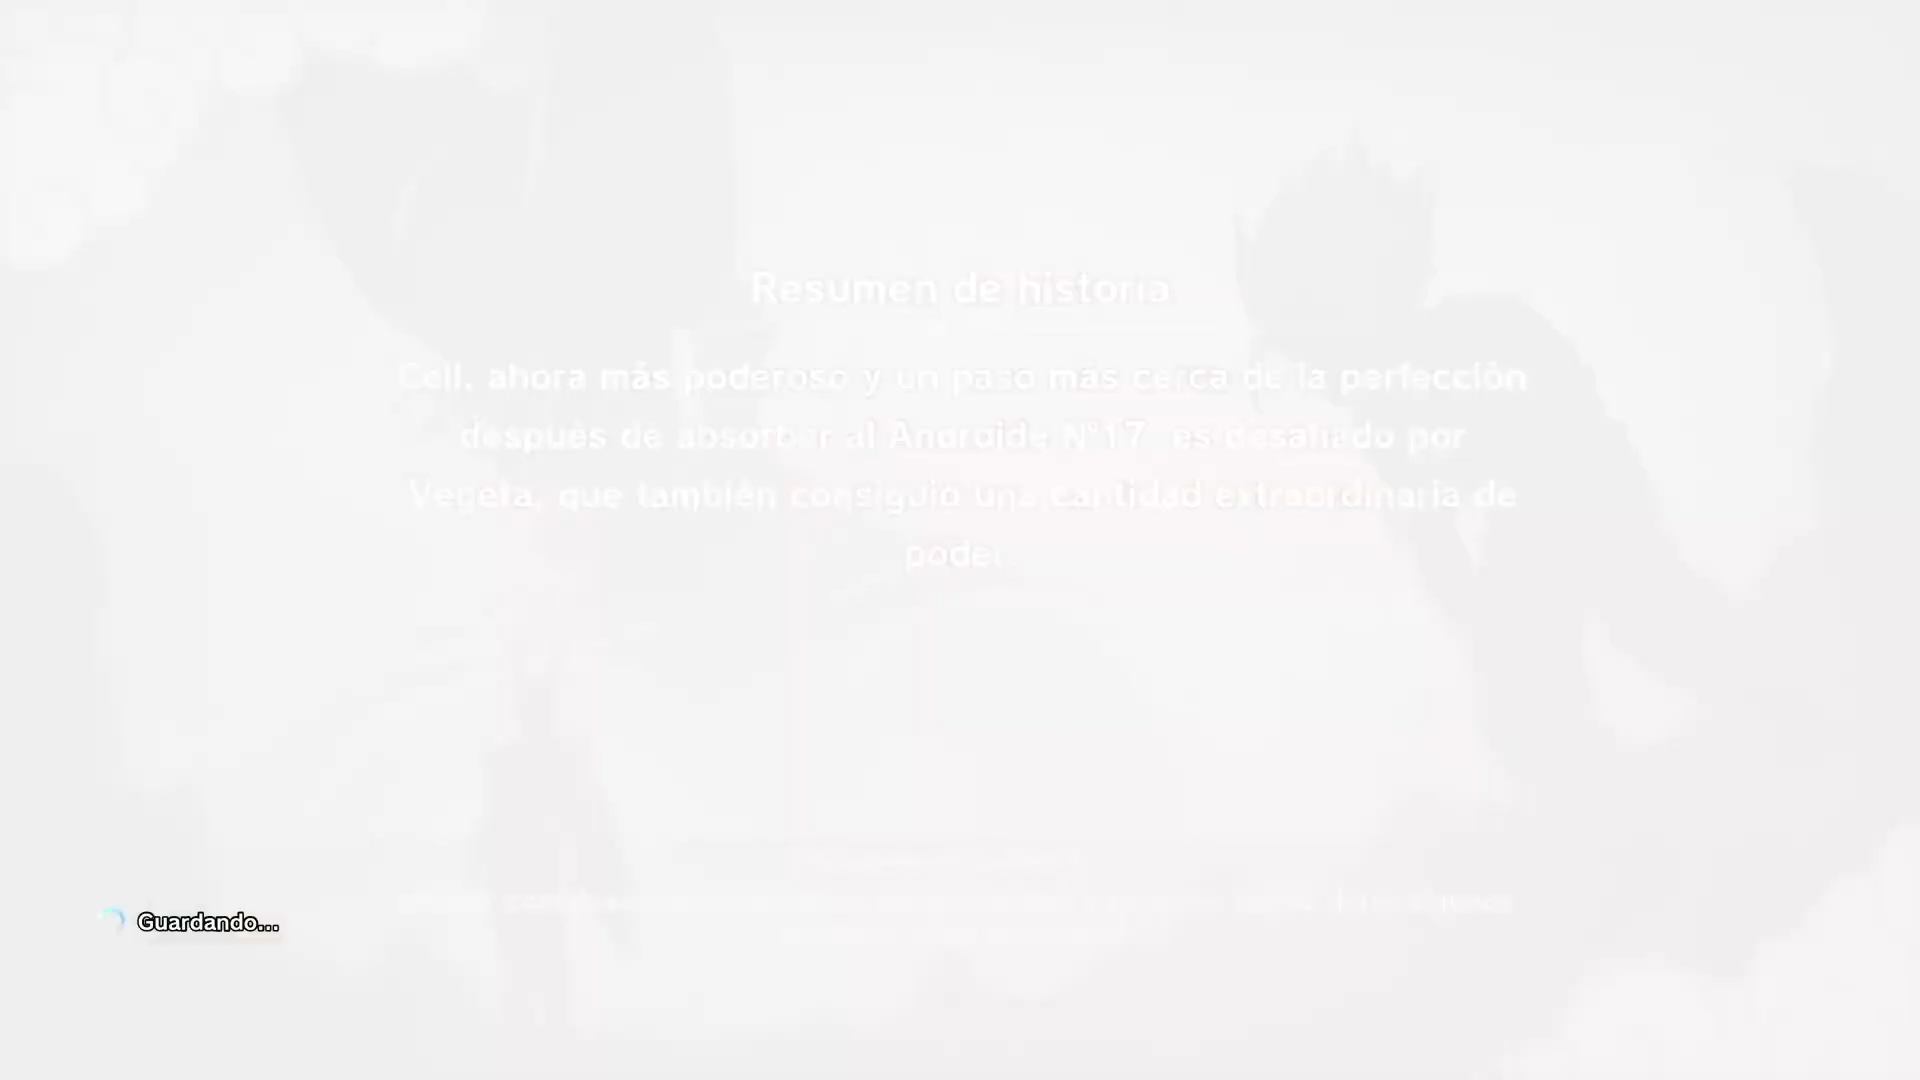 Resumen de historia
Cell, ahora más poderoso y un paso más cerca de la perfección
después de absorber al Androide N°17, es desafiado por
Vegeta, que también consiguió una cantidad extraordinaria de
poder.
Guardando...